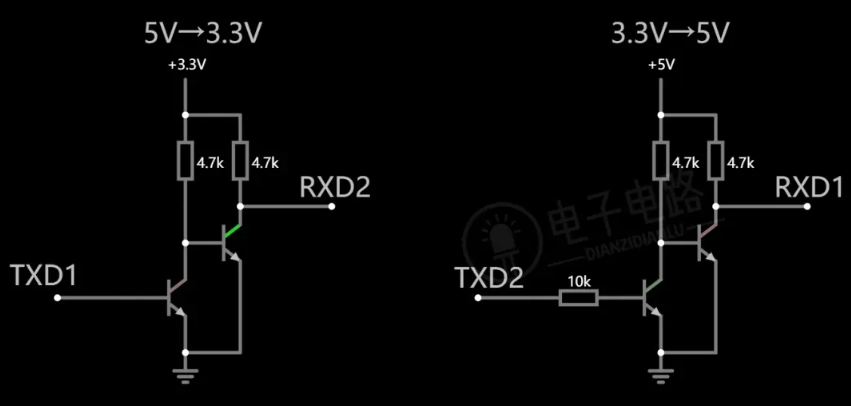 5V→3.3V
+3.3V
4.7k
4.7k
RXD2
TXD1
3.3V→5V
+5V
4.7k
4.7k
RXD1
TXD2
10k
电子电路
DIANZIDIANLU